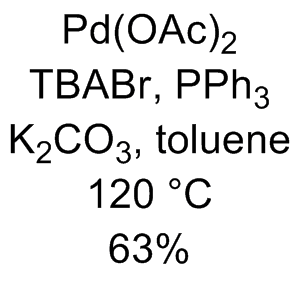 Pd(OAc)₂
TBABr, PPh₃
K₂CO₃, toluene
120 °C
63%